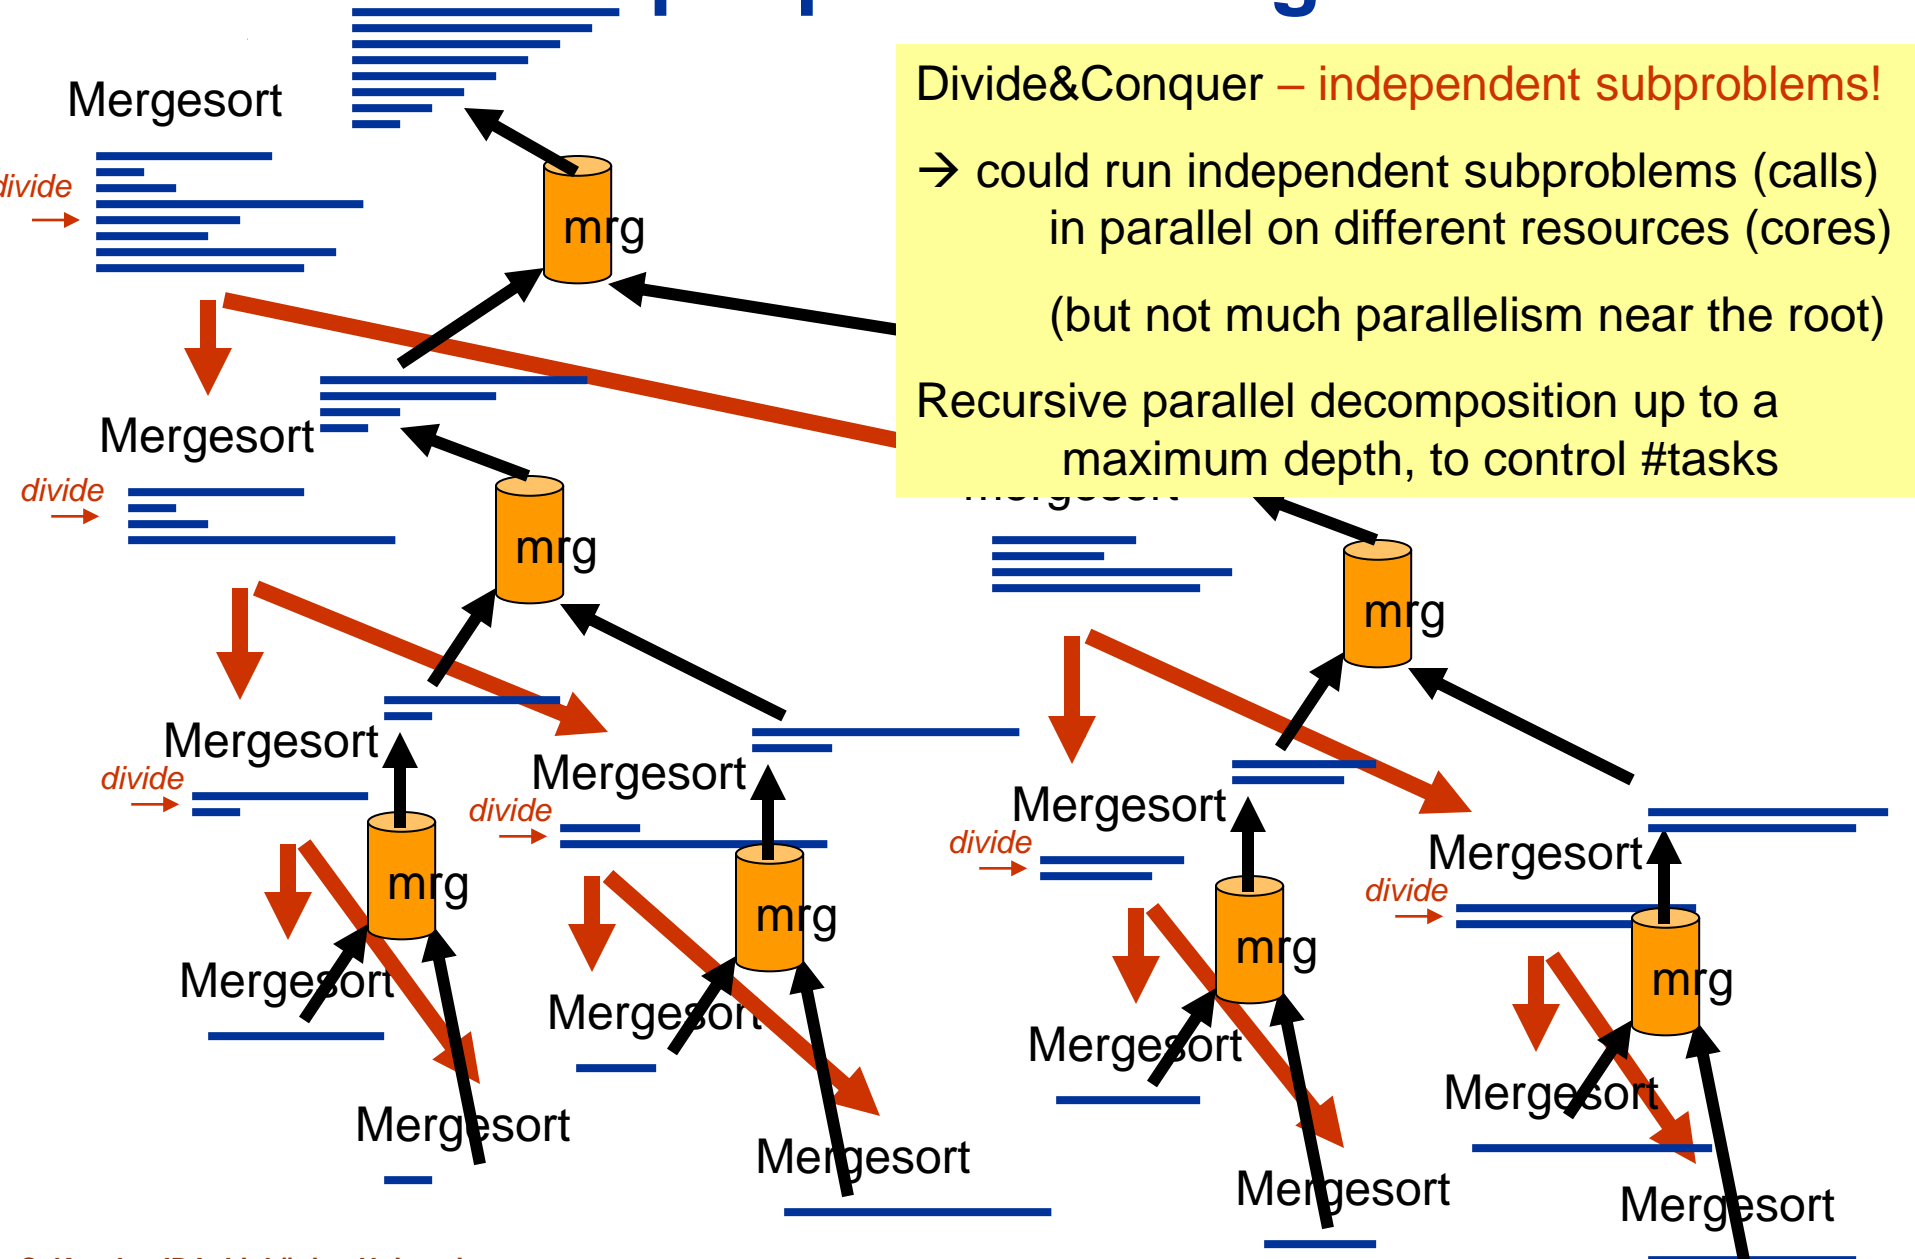 Divide&Conquer – independent subproblems!
→ could run independent subproblems (calls)
in parallel on different resources (cores)
(but not much parallelism near the root)
Recursive parallel decomposition up to a
maximum depth, to control #tasks
Mergesort
divide
mrg
Mergesort
divide
mrg
Mergesort
mrg
Mergesort
divide
mrg
Mergesort
divide
mrg
Mergesort
divide
mrg
Mergesort
divide
mrg
Mergesort
Mergesort
Mergesort
Mergesort
Mergesort
Mergesort
Mergesort
Mergesort